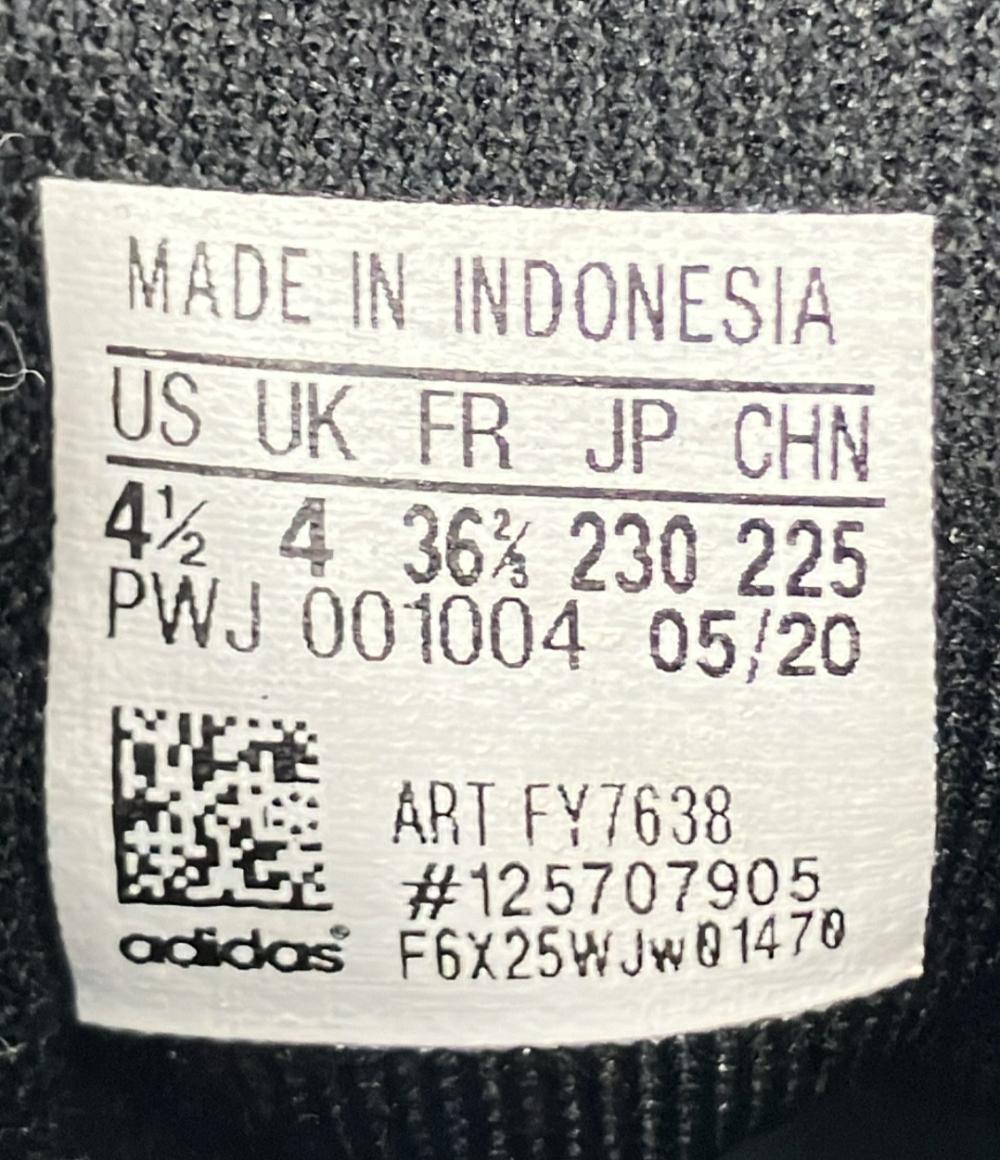 MADE IN INDONESIA
US UK FR JP CHN
4½ 4 36⅔ 230 225
PWJ 001004 05/20
ART FY7638
#125707905
F6X25WJw01470
adidas®